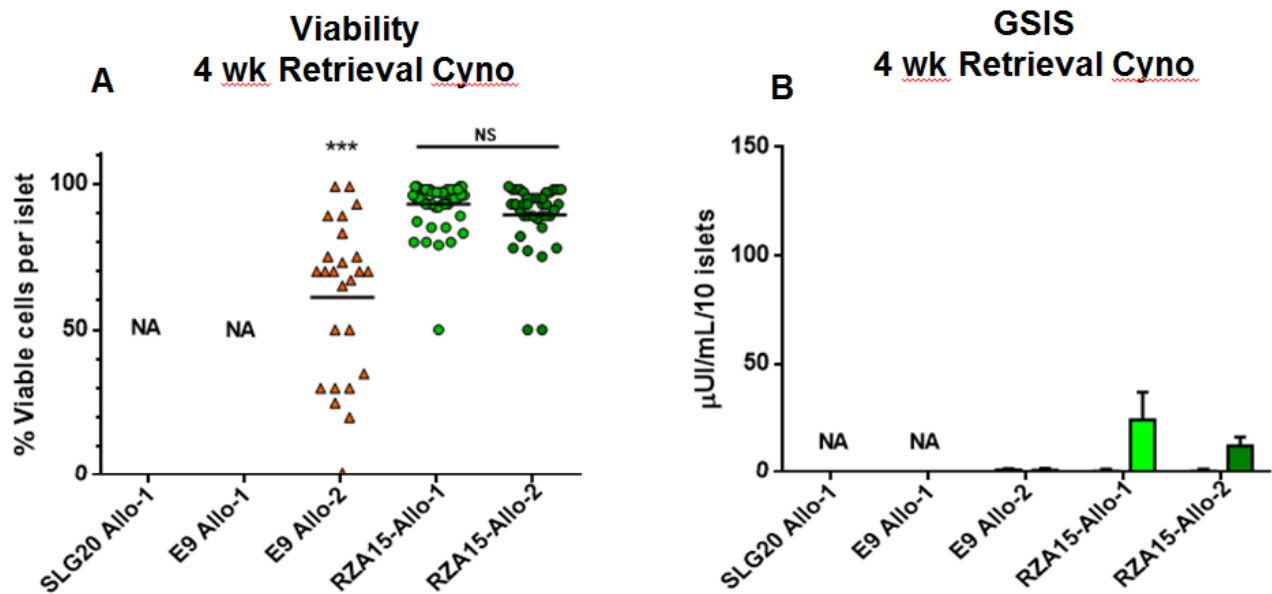 Viability
4 wk Retrieval Cyno
A
***
NS
% Viable cells per islet
100
50
0
NA
NA
SLG20 Allo-1
E9 Allo-1
E9 Allo-2
RZA15-Allo-1
RZA15-Allo-2
GSIS
4 wk Retrieval Cyno
B
μUI/mL/10 islets
150
100
50
0
NA
NA
SLG20 Allo-1
E9 Allo-1
E9 Allo-2
RZA15-Allo-1
RZA15-Allo-2